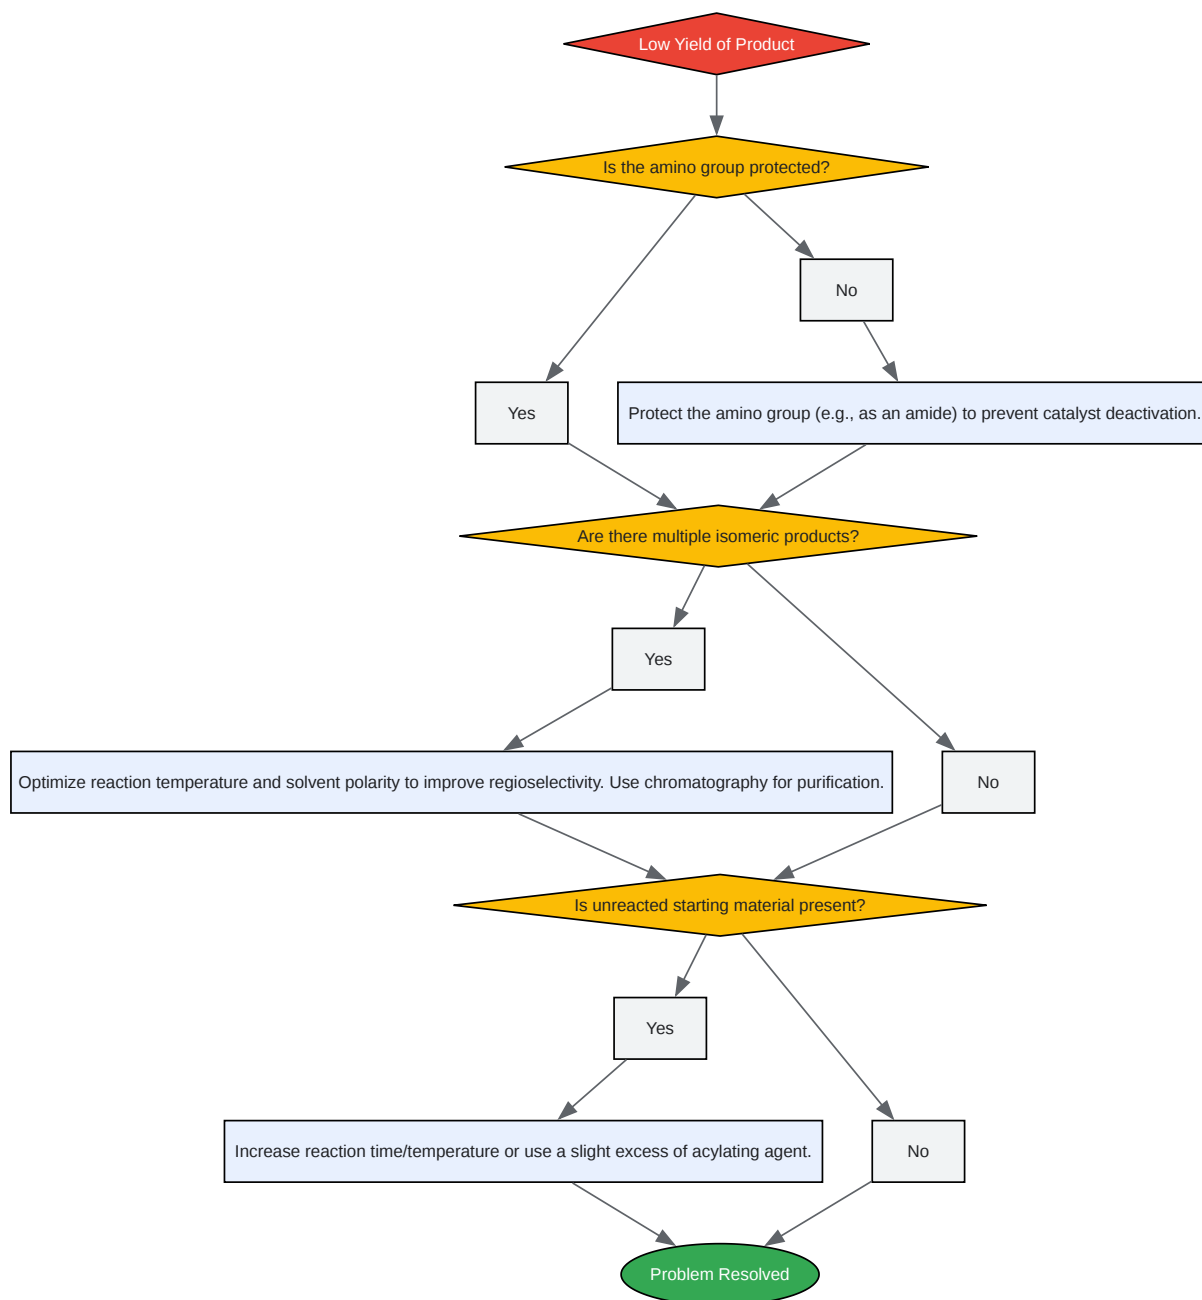 Low Yield of Product
Is the amino group protected?
No
Yes
Protect the amino group (e.g., as an amide) to prevent catalyst deactivation.
Are there multiple isomeric products?
Yes
Optimize reaction temperature and solvent polarity to improve regioselectivity. Use chromatography for purification.
No
Is unreacted starting material present?
Yes
Increase reaction time/temperature or use a slight excess of acylating agent.
No
Problem Resolved